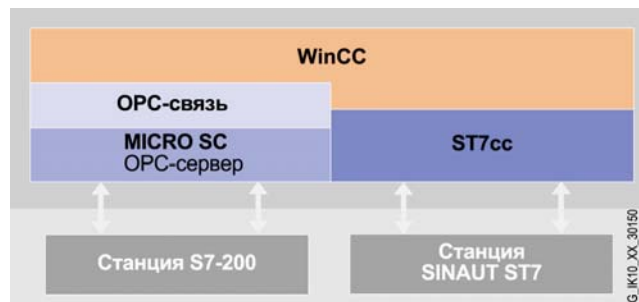 WinCC
OPC-связь
MICRO SC
OPC-сервер
ST7cc
Станция S7-200
Станция
SINAUT ST7
G_IK10_XX_30150